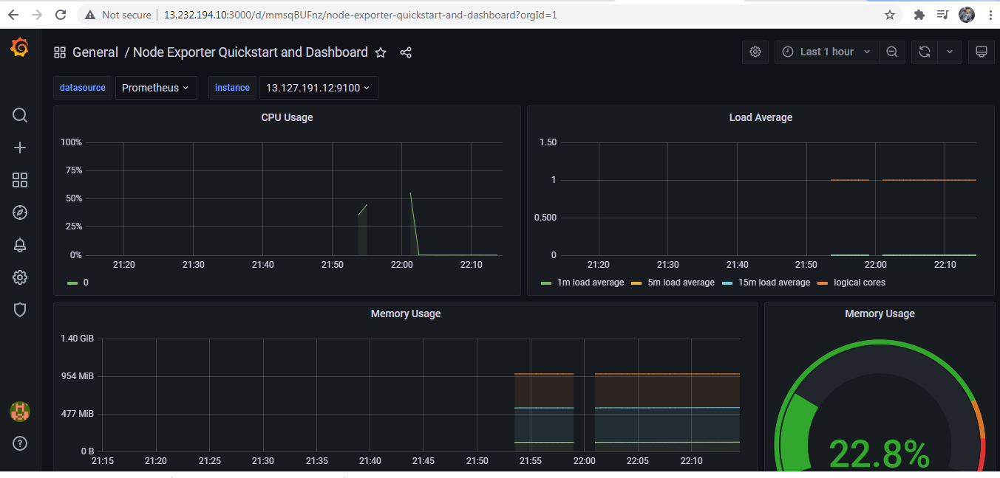 Not secure 13.232.194.10:3000/d/mmsqBUFnz/node-exporter-quickstart-and-dashboard?orgId=1
General / Node Exporter Quickstart and Dashboard
Last 1 hour
datasource Prometheus instance 13.127.191.12:9100
CPU Usage
100%
75%
50%
25%
0%
21:20 21:30 21:40 21:50 22:00 22:10
0
Load Average
1.50
1
0.500
0
21:20 21:30 21:40 21:50 22:00 22:10
1m load average 5m load average 15m load average logical cores
Memory Usage
1.40 GiB
954 MiB
477 MiB
0 B
21:15 21:20 21:25 21:30 21:35 21:40 21:45 21:50 21:55 22:00 22:05 22:10
Memory Usage
22.8%